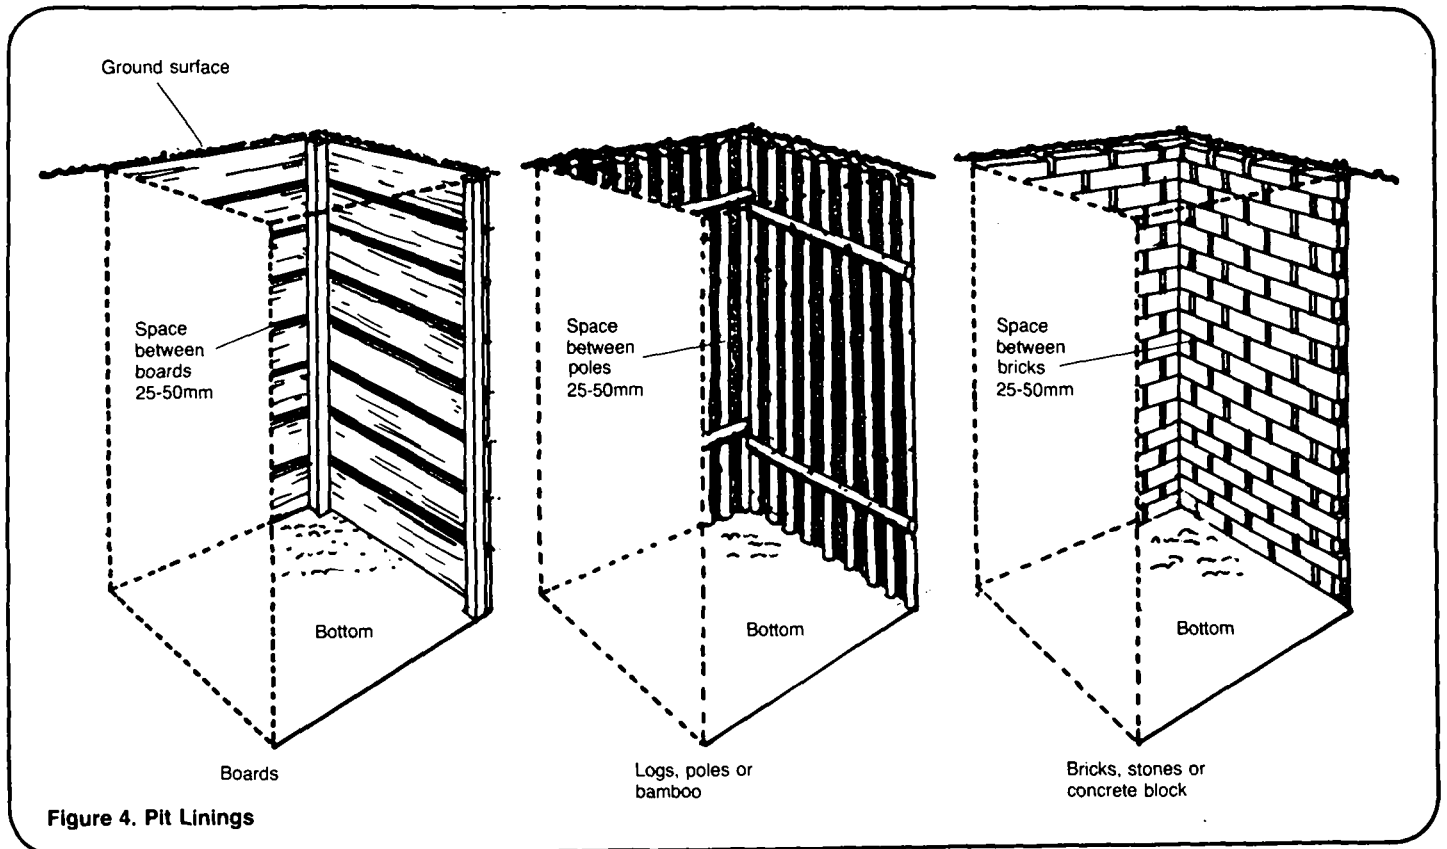 Ground surface
Space
between
boards
25-50mm
Bottom
Boards
Space
between
poles
25-50mm
Bottom
Logs, poles or
bamboo
Space
between
bricks
25-50mm
Bottom
Bricks, stones or
concrete block
Figure 4. Pit Linings